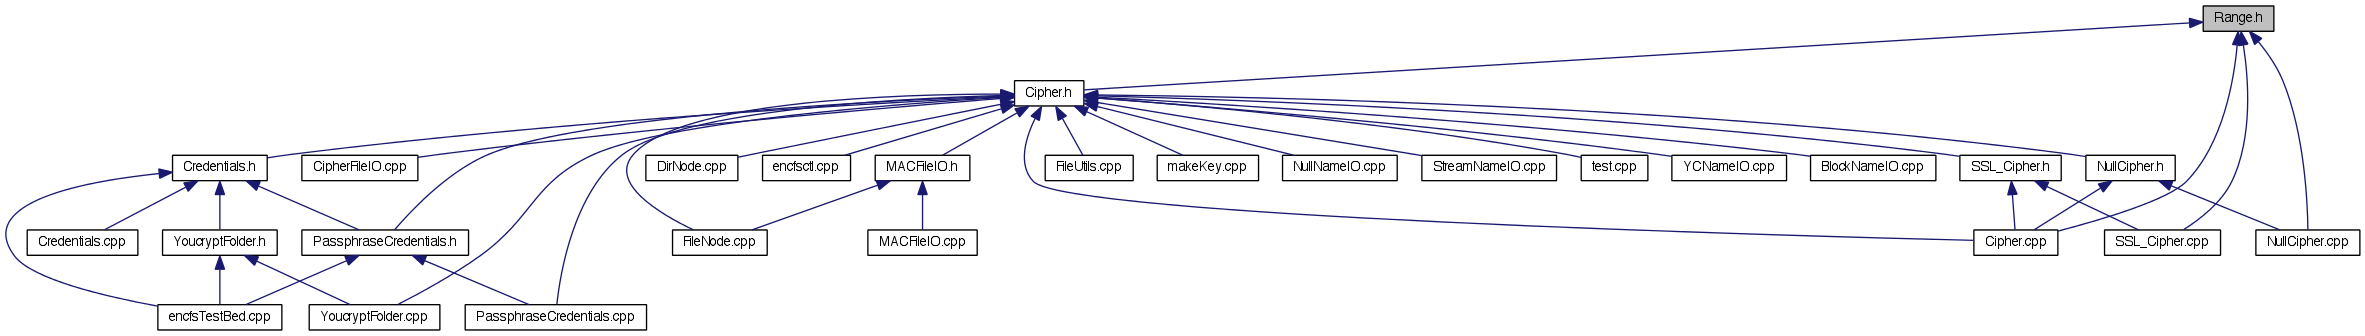 Range.h
Cipher.h
Credentials.h
CipherFileIO.cpp
DirNode.cpp
encfsctl.cpp
MACFileIO.h
FileUtils.cpp
makeKey.cpp
NullNameIO.cpp
StreamNameIO.cpp
test.cpp
YCNameIO.cpp
BlockNameIO.cpp
SSL_Cipher.h
NullCipher.h
Credentials.cpp
YoucryptFolder.h
PassphraseCredentials.h
FileNode.cpp
MACFileIO.cpp
Cipher.cpp
SSL_Cipher.cpp
NullCipher.cpp
encfsTestBed.cpp
YoucryptFolder.cpp
PassphraseCredentials.cpp